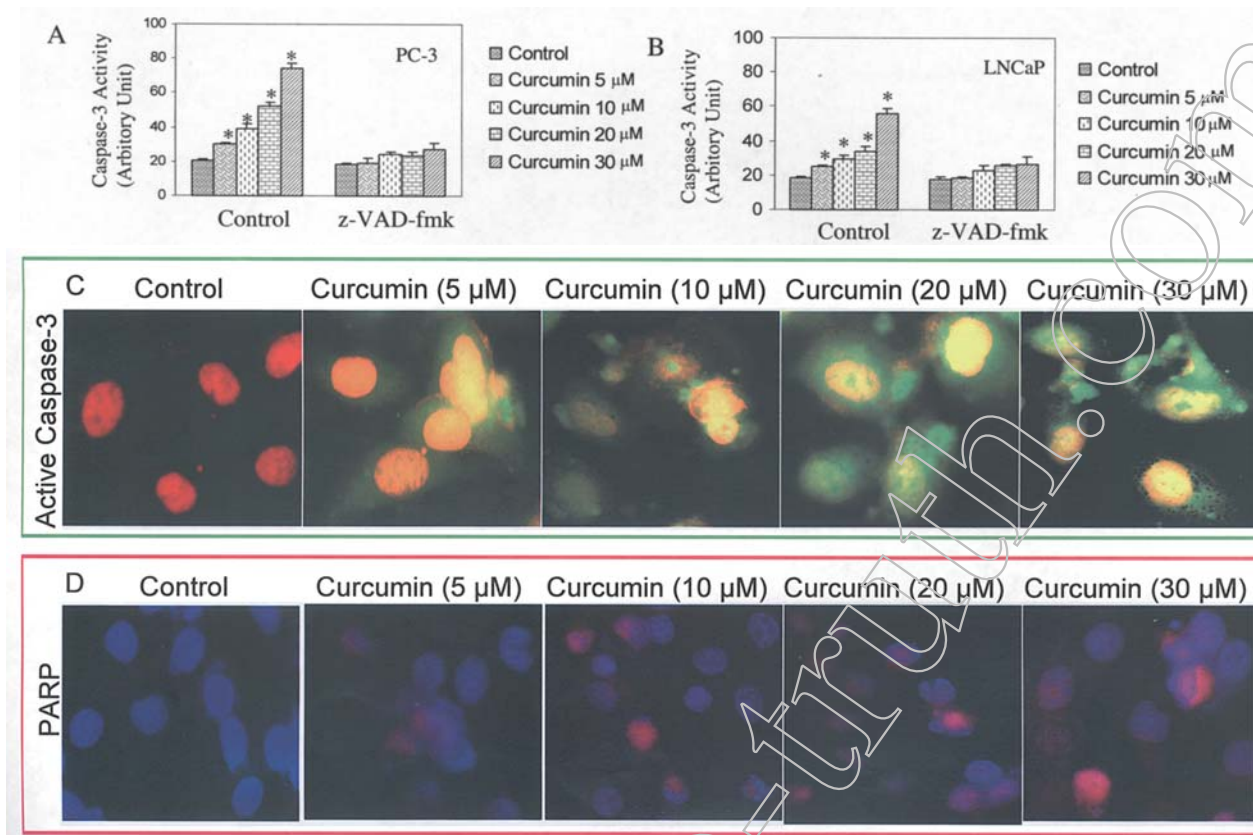 A
Caspase-3 Activity
(Arbitory Unit)
100
80
60
40
20
0
* * * *
PC-3
Control
z-VAD-fmk
Control
Curcumin 5 µM
Curcumin 10 µM
Curcumin 20 µM
Curcumin 30 µM
B
Caspase-3 Activity
(Arbitory Unit)
100
80
60
40
20
0
* * * *
LNCaP
Control
z-VAD-fmk
Control
Curcumin 5 µM
Curcumin 10 µM
Curcumin 20 µM
Curcumin 30 µM
C
Active Caspase-3
Control
Curcumin (5 µM)
Curcumin (10 µM)
Curcumin (20 µM)
Curcumin (30 µM)
D
PARP
Control
Curcumin (5 µM)
Curcumin (10 µM)
Curcumin (20 µM)
Curcumin (30 µM)
-truth.com